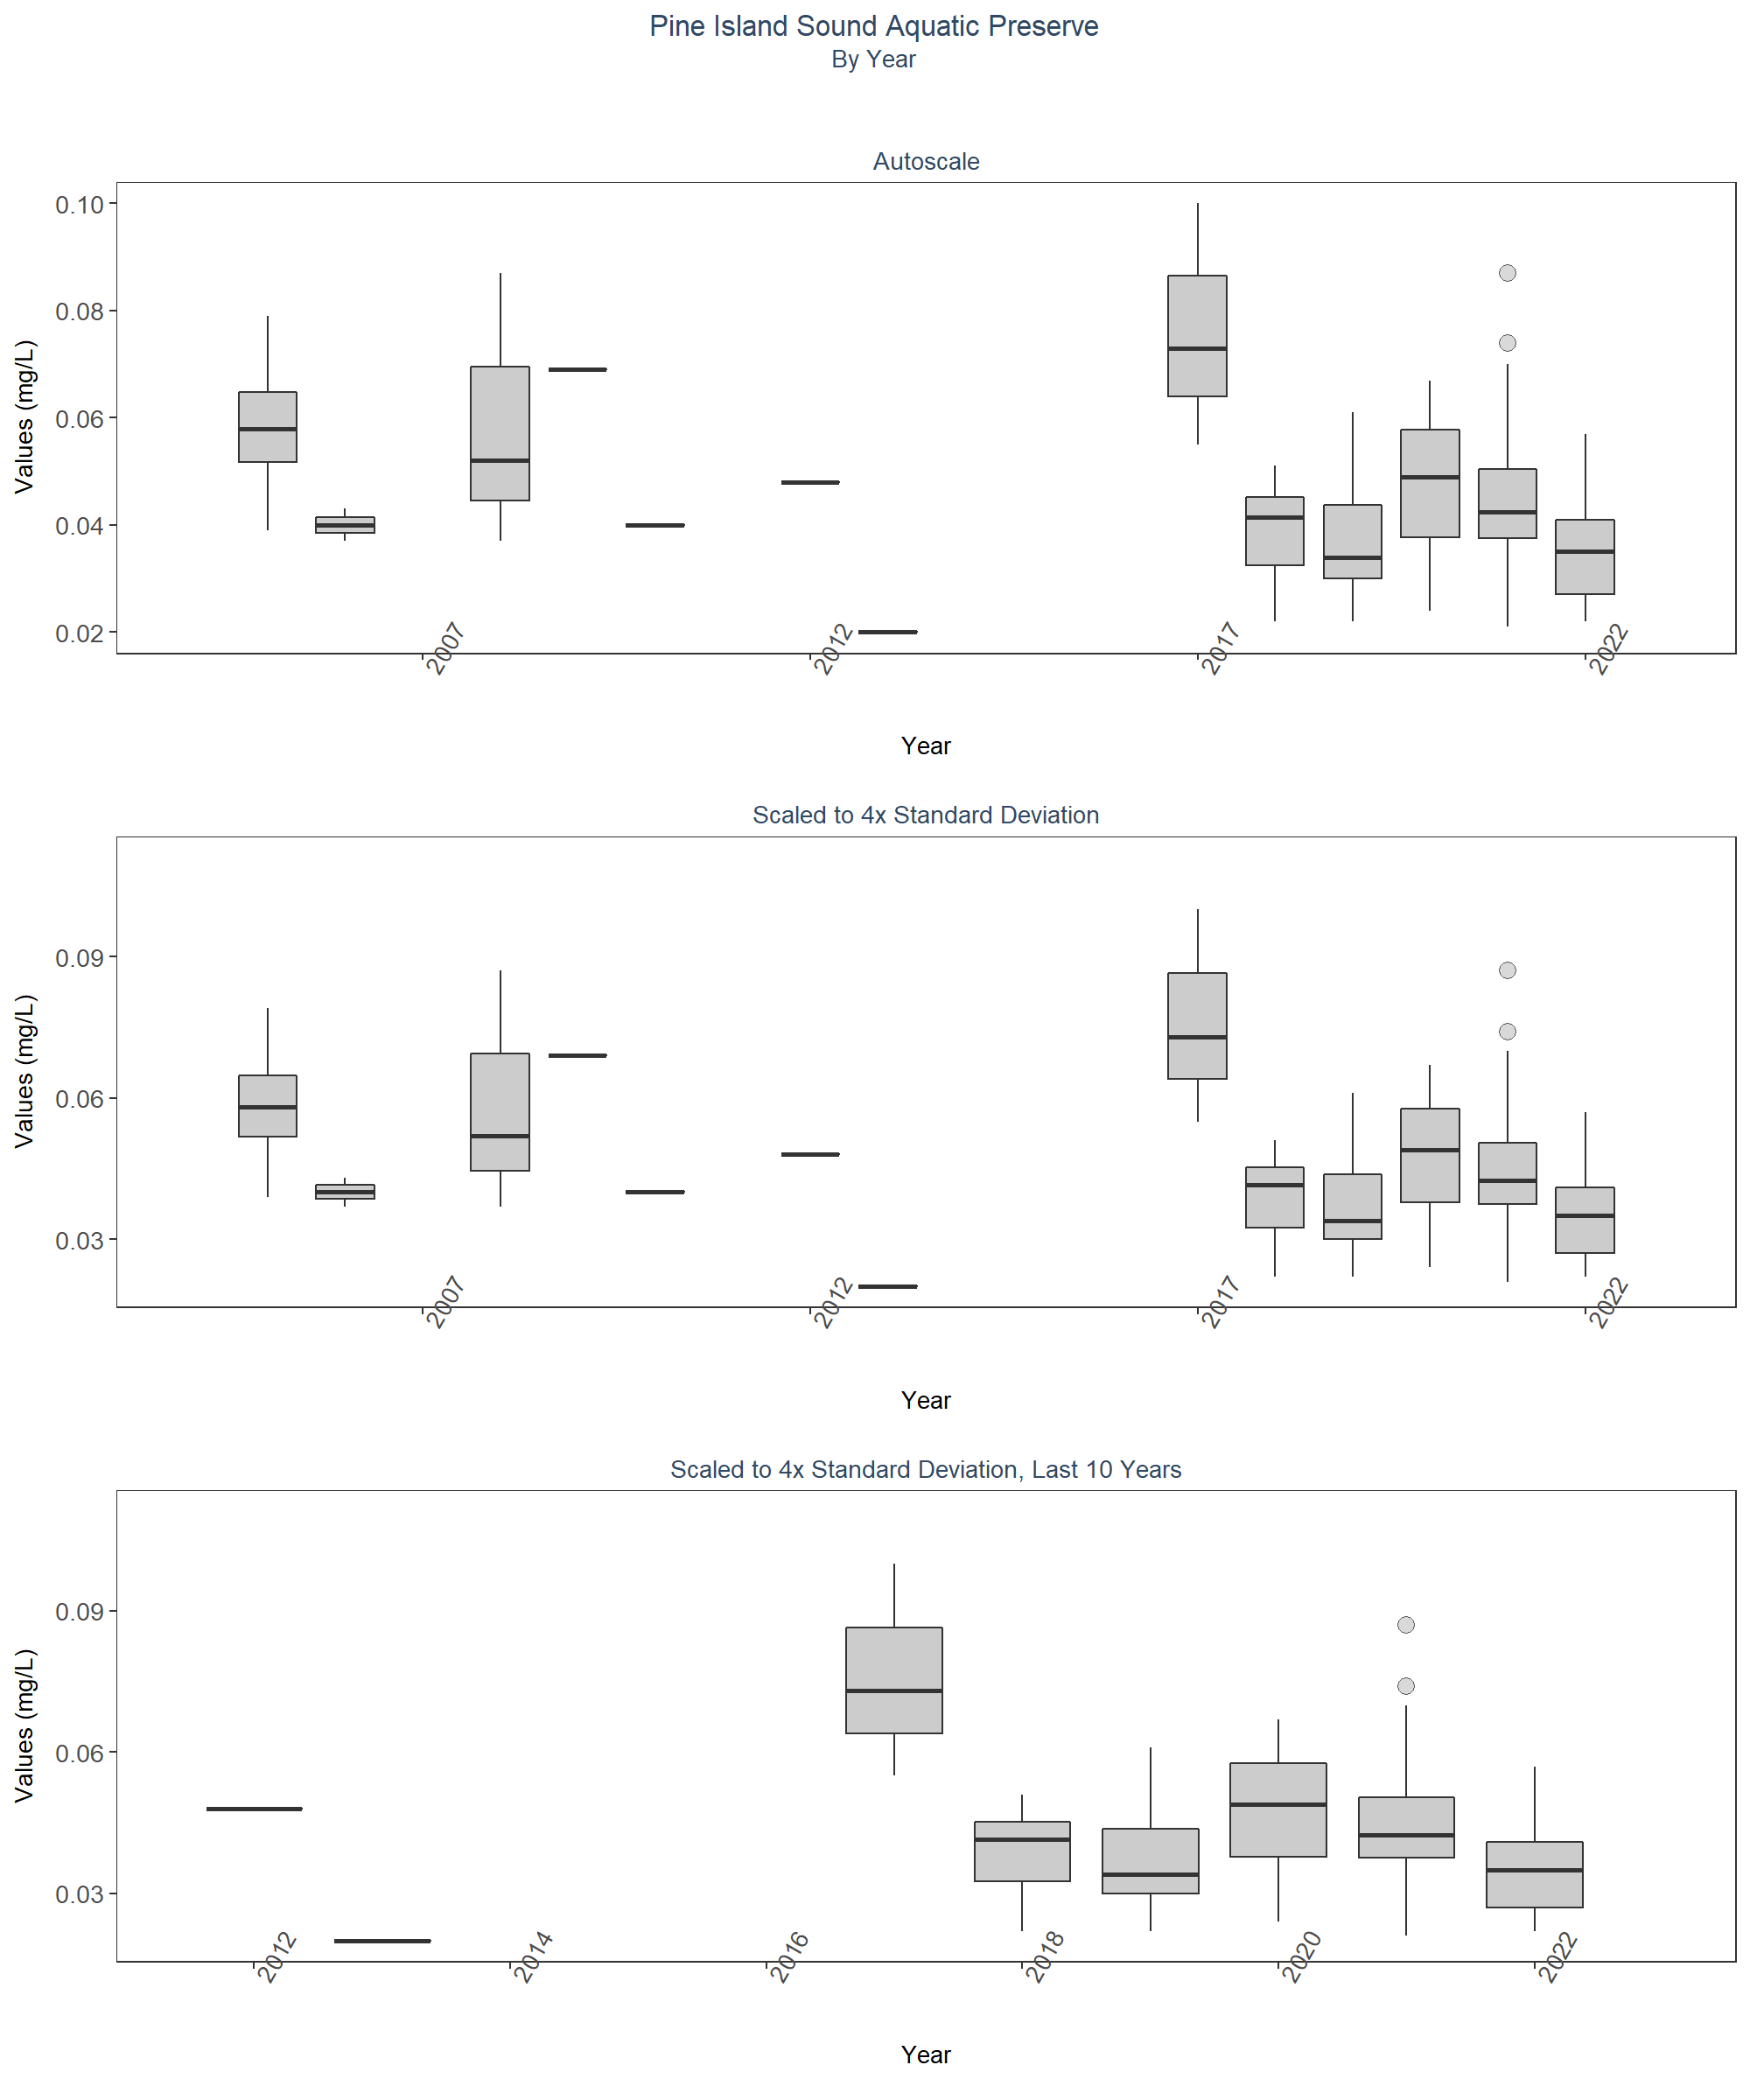 Pine Island Sound Aquatic Preserve
By Year
Autoscale
Values (mg/L)
0.10
0.08
0.06
0.04
0.02
2007
2012
2017
2022
Year
Scaled to 4x Standard Deviation
Values (mg/L)
0.09
0.06
0.03
2007
2012
2017
2022
Year
Scaled to 4x Standard Deviation, Last 10 Years
Values (mg/L)
0.09
0.06
0.03
2012
2014
2016
2018
2020
2022
Year